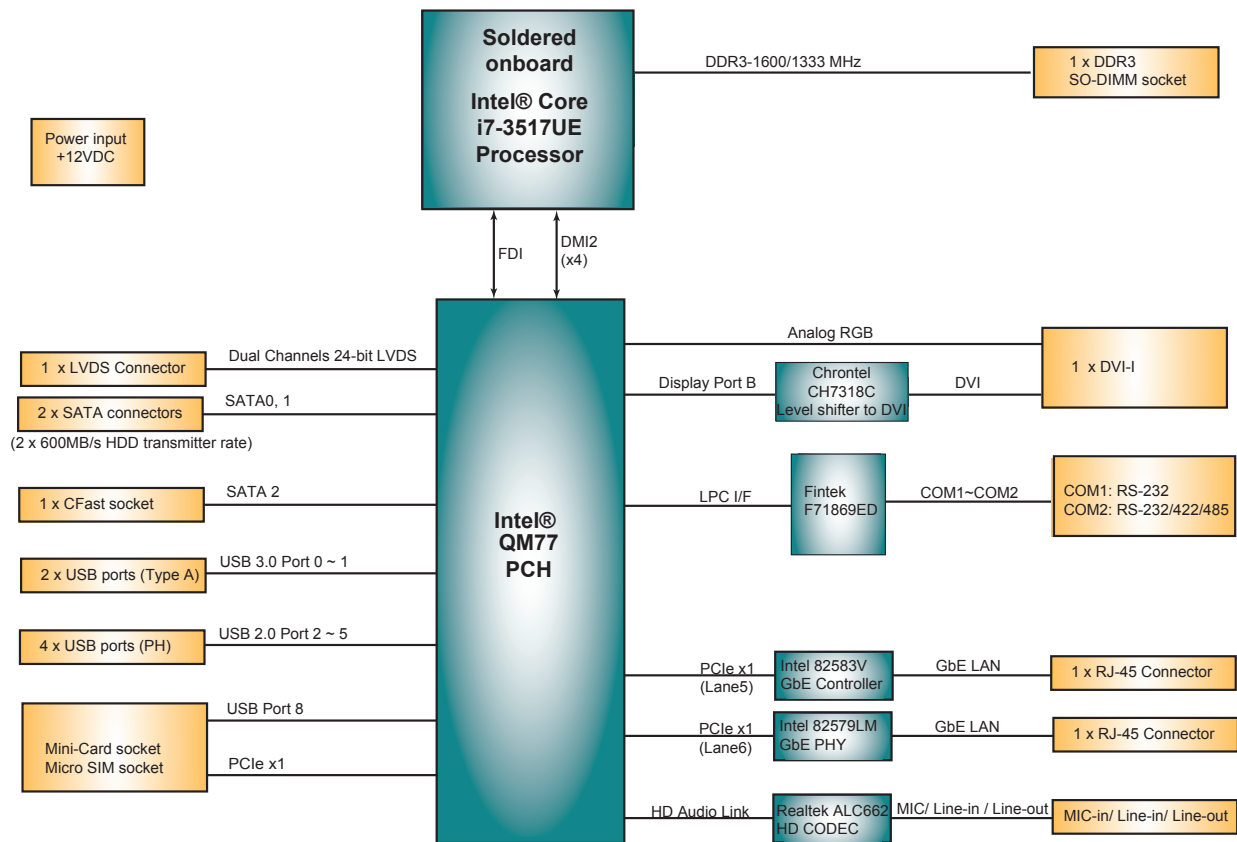 Soldered
onboard
Intel® Core
i7-3517UE
Processor
DDR3-1600/1333 MHz
1 x DDR3
SO-DIMM socket
Power input
+12VDC
FDI
DMI2
(x4)
Intel®
QM77
PCH
Dual Channels 24-bit LVDS
1 x LVDS Connector
SATA0, 1
2 x SATA connectors
(2 x 600MB/s HDD transmitter rate)
SATA 2
1 x CFast socket
USB 3.0 Port 0 ~ 1
2 x USB ports (Type A)
USB 2.0 Port 2 ~ 5
4 x USB ports (PH)
USB Port 8
Mini-Card socket
Micro SIM socket
PCIe x1
Analog RGB
1 x DVI-I
Display Port B
Chrontel
CH7318C
Level shifter to DVI
DVI
LPC I/F
Fintek
F71869ED
COM1~COM2
COM1: RS-232
COM2: RS-232/422/485
PCIe x1
(Lane5)
Intel 82583V
GbE Controller
GbE LAN
1 x RJ-45 Connector
PCIe x1
(Lane6)
Intel 82579LM
GbE PHY
GbE LAN
1 x RJ-45 Connector
HD Audio Link
Realtek ALC662
HD CODEC
MIC/ Line-in / Line-out
MIC-in/ Line-in/ Line-out